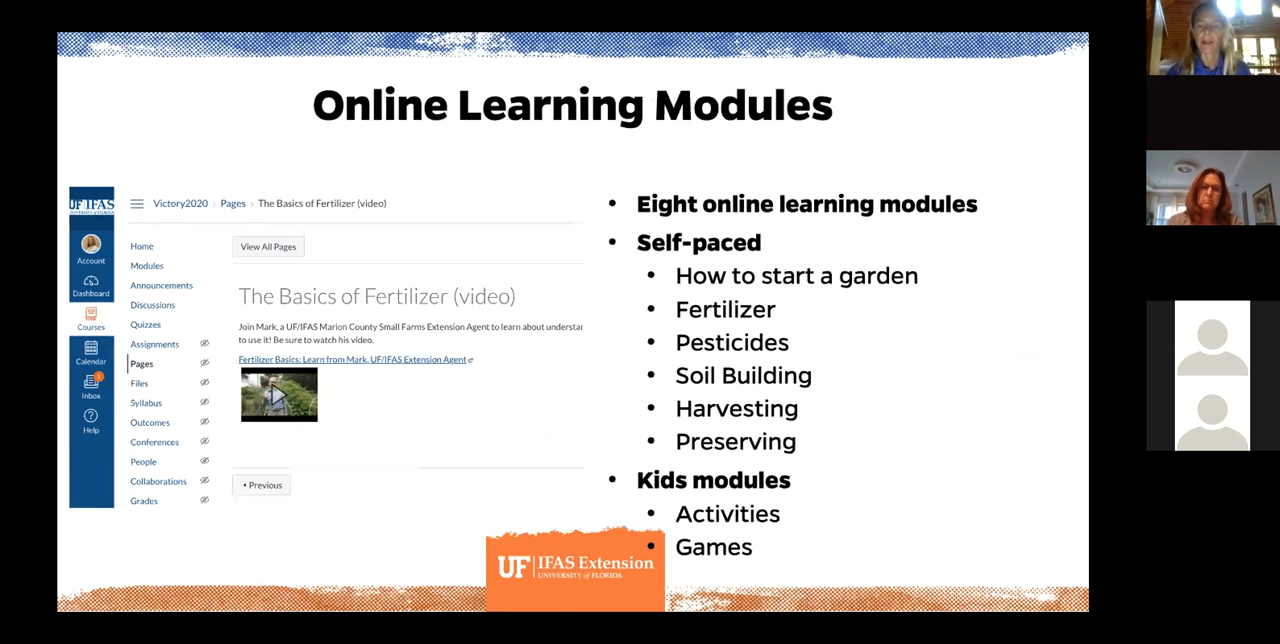 Online Learning Modules
UF IFAS
UNIVERSITY of FLORIDA
Account
Dashboard
Courses
Calendar
1
Inbox
Help
Victory2020 › Pages › The Basics of Fertilizer (video)
Home
Modules
Announcements
Discussions
Quizzes
Assignments
Pages
Files
Syllabus
Outcomes
Conferences
People
Collaborations
Grades
View All Pages
The Basics of Fertilizer (video)
Join Mark, a UF/IFAS Marion County Small Farms Extension Agent to learn about understar
to use it! Be sure to watch his video.
Fertilizer Basics: Learn from Mark, UF/IFAS Extension Agent
Previous
• Eight online learning modules
• Self-paced
• How to start a garden
• Fertilizer
• Pesticides
• Soil Building
• Harvesting
• Preserving
• Kids modules
• Activities
• Games
UF IFAS Extension
UNIVERSITY of FLORIDA